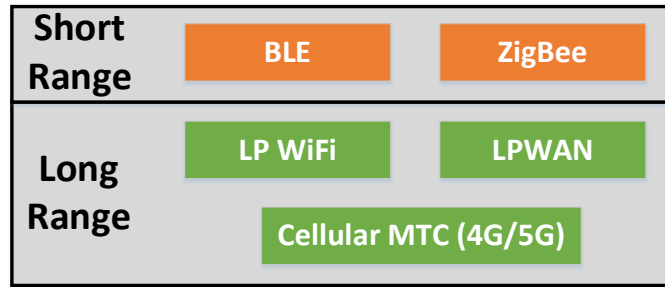 Short
Range
BLE
ZigBee
Long
Range
LP WiFi
LPWAN
Cellular MTC (4G/5G)